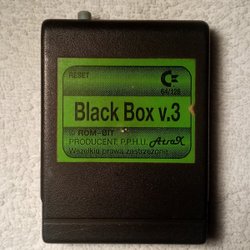 RESET
64/128
Black Box v.3
© ROM-BIT
PRODUCENT P.P.H.U. AtraX
Wszelkie prawa zastrzeżone